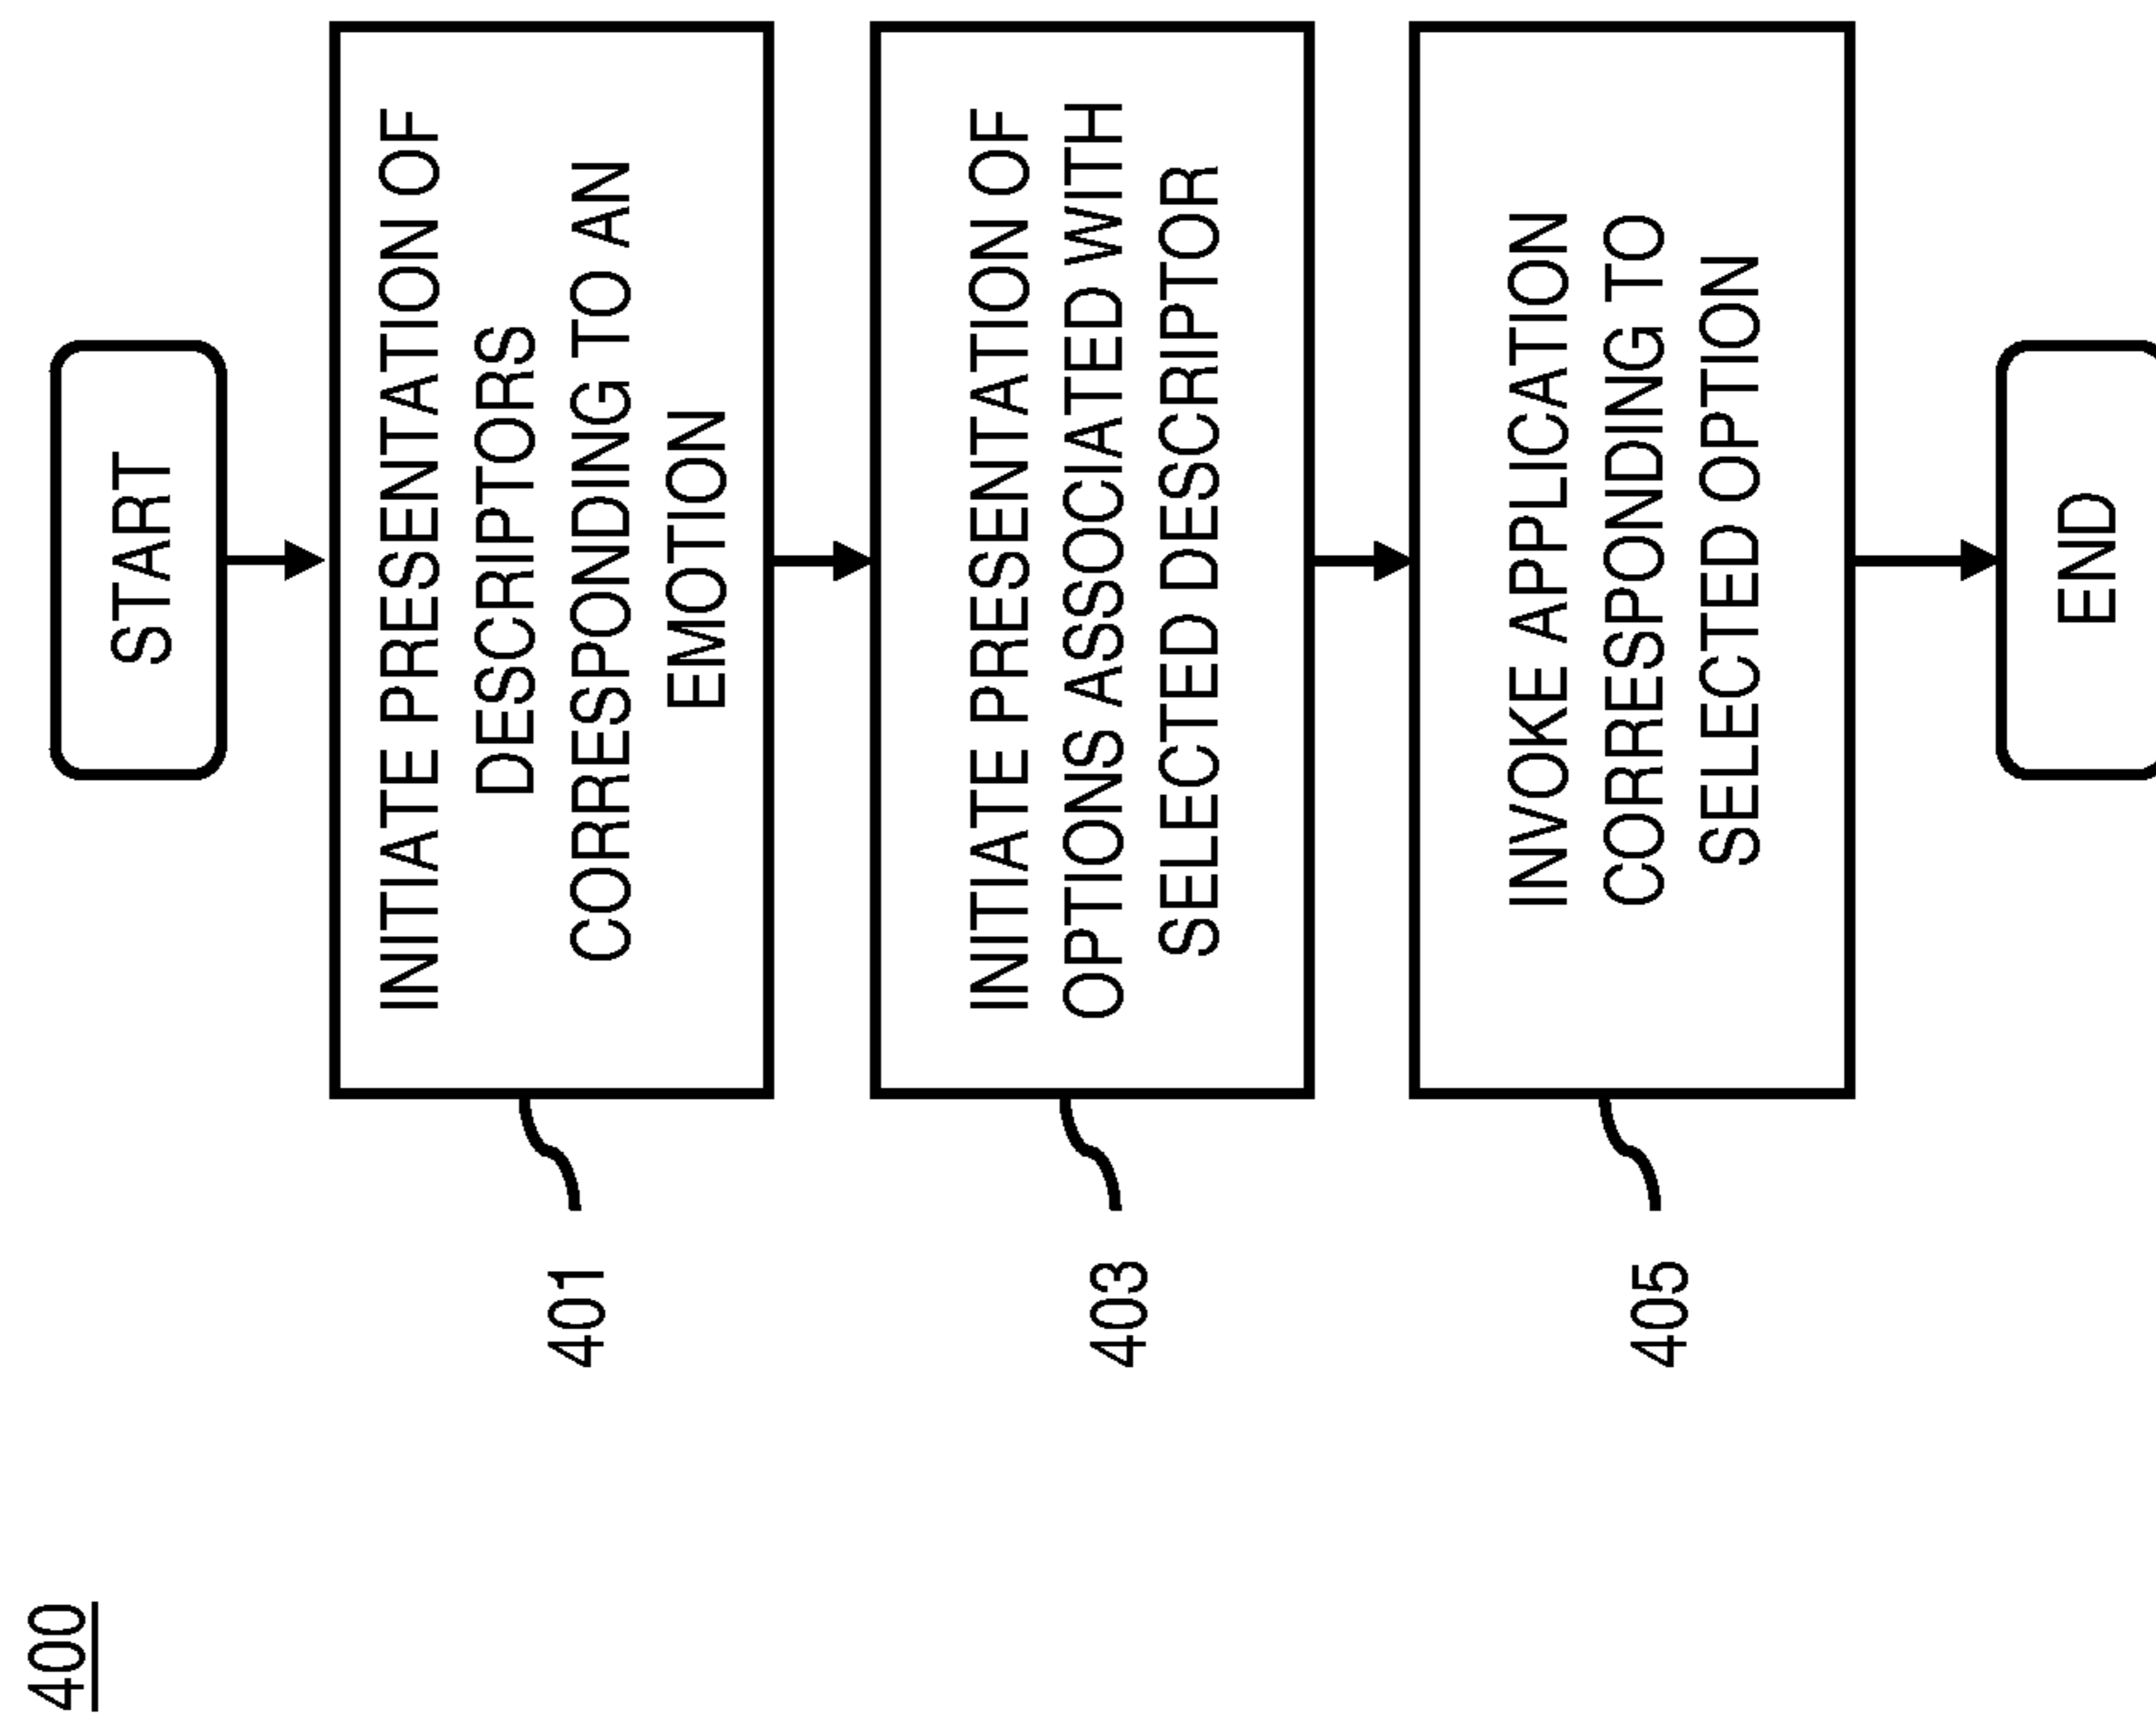 400
START
INITIATE PRESENTATION OF
DESCRIPTORS
CORRESPONDING TO AN
EMOTION
401
INITIATE PRESENTATION OF
OPTIONS ASSOCIATED WITH
SELECTED DESCRIPTOR
403
INVOKE APPLICATION
CORRESPONDING TO
SELECTED OPTION
405
END